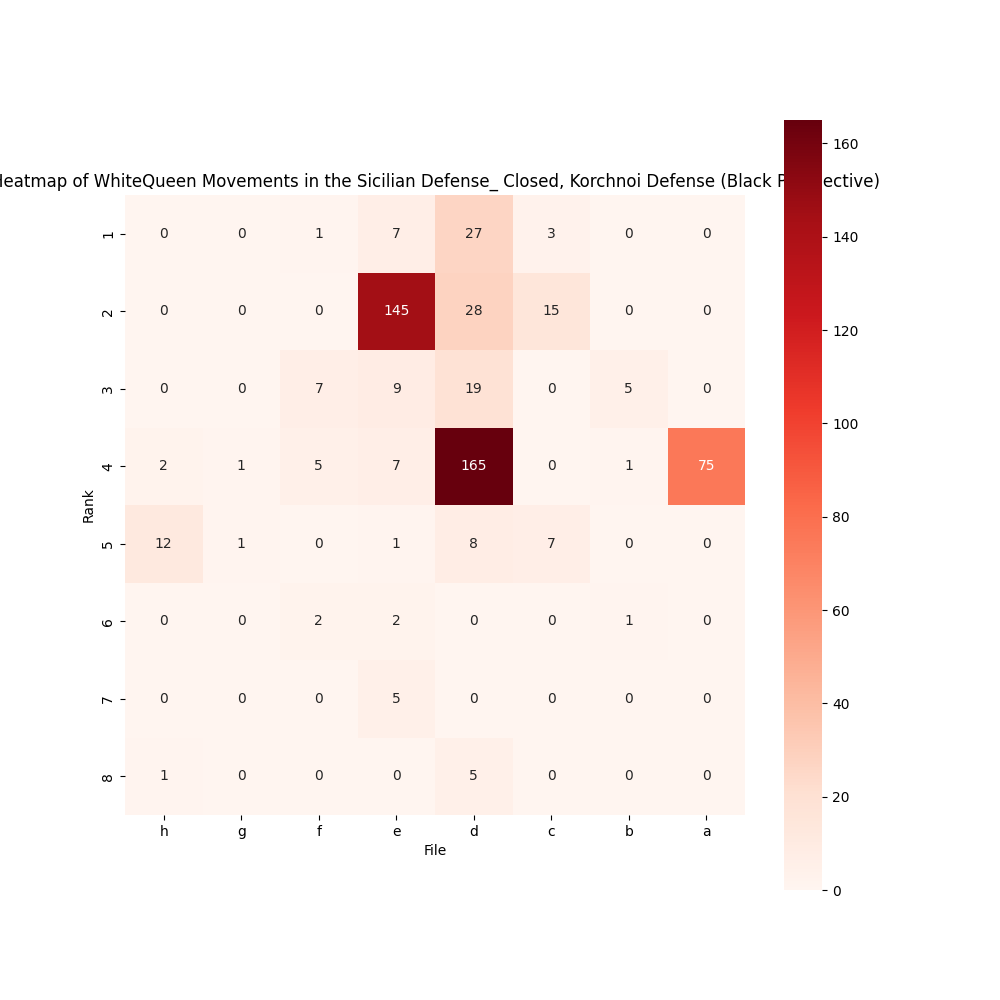 Heatmap of WhiteQueen Movements in the Sicilian Defense_ Closed, Korchnoi Defense (Black
1 0 0 1 7 27 3 0 0
2 0 0 0 145 28 15 0 0
3 0 0 7 9 19 0 5 0
4 2 1 5 7 165 0 1 75
Rank
5 12 1 0 1 8 7 0 0
6 0 0 2 2 0 0 1 0
7 0 0 0 5 0 0 0 0
8 1 0 0 0 5 0 0 0
h g f e d c b a
File
160
140
120
100
80
60
40
20
0